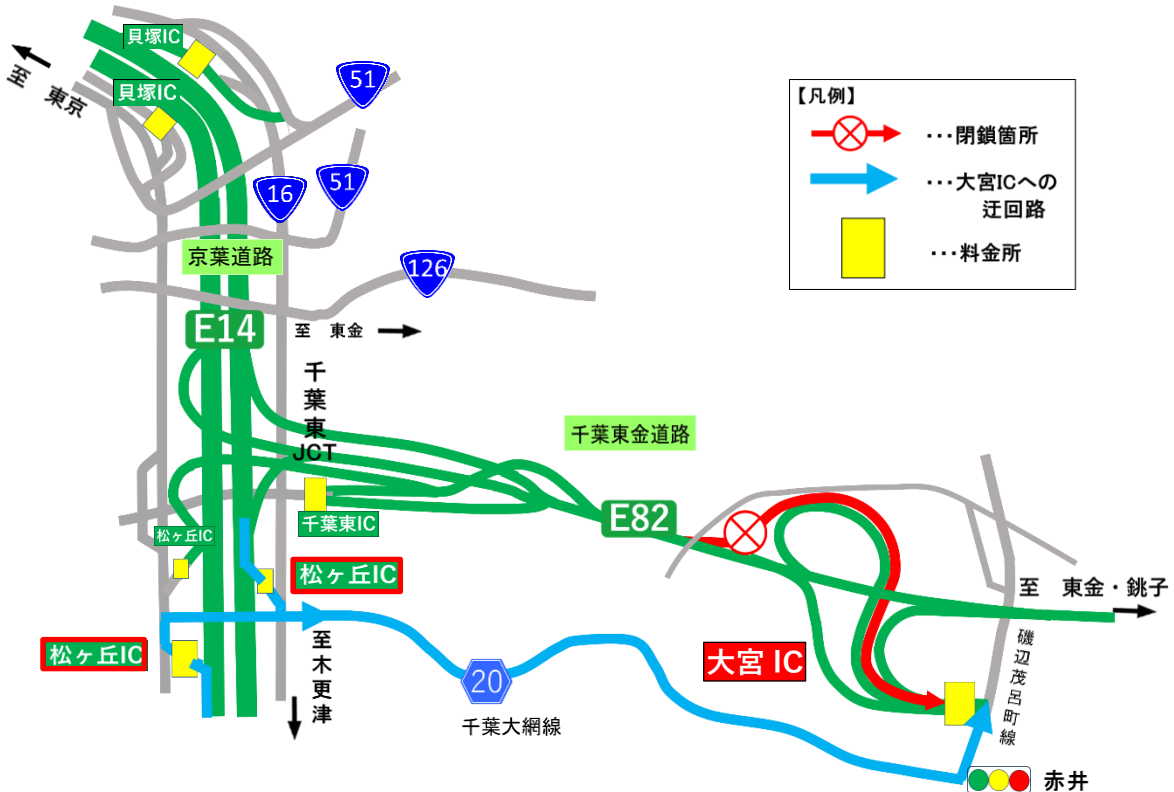 貝塚IC
至 東京
貝塚IC
51
16
51
京葉道路
126
E14
至 東金
千葉東
JCT
千葉東金道路
千葉東IC
E82
松ヶ丘IC
松ヶ丘IC
松ヶ丘IC
至木更津
20
千葉大網線
大宮 IC
至 東金・銚子
磯辺茂呂町線
赤井
【凡例】
・・・閉鎖箇所
・・・大宮ICへの
迂回路
・・・料金所